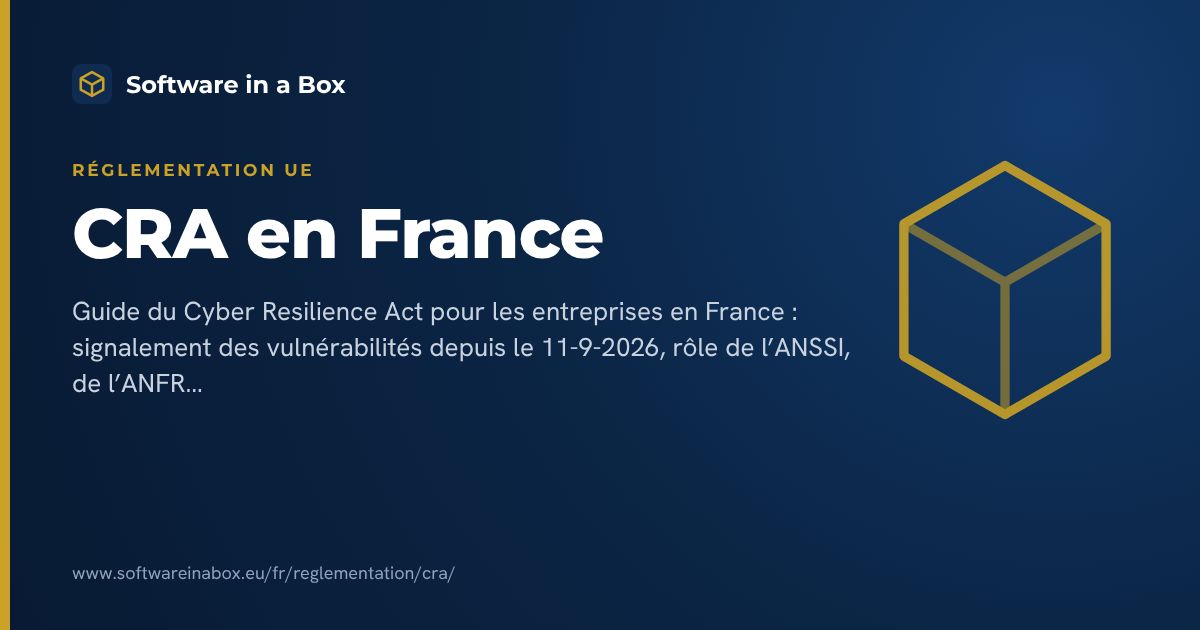 Software in a Box
RÉGLEMENTATION UE
CRA en France
Guide du Cyber Resilience Act pour les entreprises en France :
signalement des vulnérabilités depuis le 11-9-2026, rôle de l’ANSSI,
de l’ANFR…
www.softwareinabox.eu/fr/reglementation/cra/